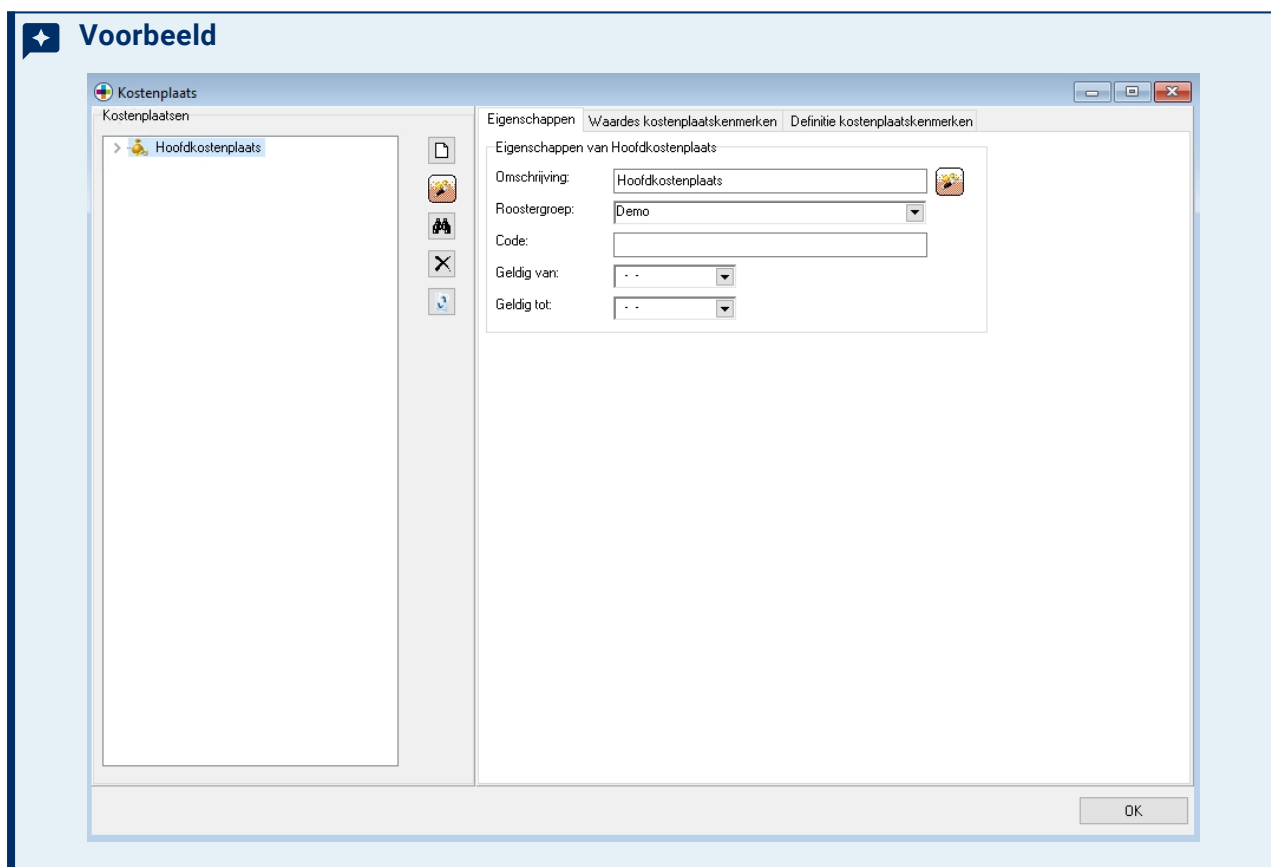 Voorbeeld
Kostenplaats
Kostenplaatsen
Hoofdkostenplaats
Eigenschappen Waardes kostenplaatskenmerken Definitie kostenplaatskenmerken
Eigenschappen van Hoofdkostenplaats
Omschrijving: Hoofdkostenplaats
Roostergroep: Demo
Code:
Geldig van: - -
Geldig tot: - -
OK